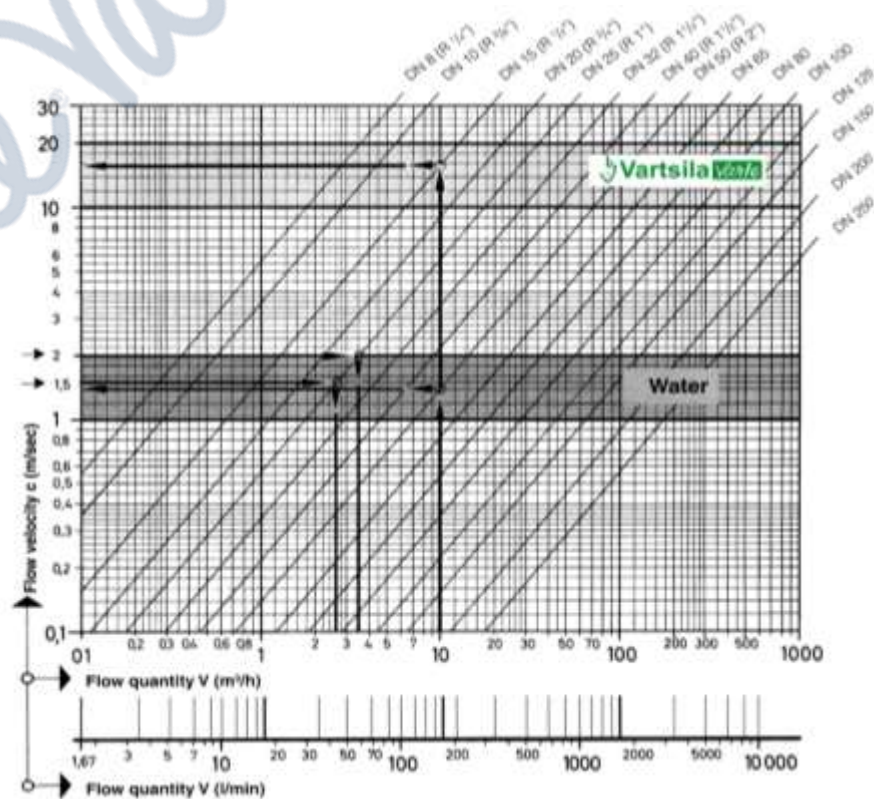 DN 8 (R 1/4")
DN 10 (R 3/8")
DN 15 (R 1/2")
DN 20 (R 3/4")
DN 25 (R 1")
DN 32 (R 1 1/4")
DN 40 (R 1 1/2")
DN 50 (R 2")
DN 65
DN 80
DN 100
DN 125
DN 150
DN 200
DN 250
30
20
10
8
6
5
4
3
2
1,5
1
0,8
0,6
0,5
0,4
0,3
0,2
0,1
Flow velocity c (m/sec)
Vartsila
Water
01 0,2 0,3 0,4 0,6 0,8 1 2 3 4 5 7 10 20 30 50 70 100 200 300 500 1000
Flow quantity V (m³/h)
1,67 3 5 7 10 20 30 50 70 100 200 500 1000 2000 5000 10 000
Flow quantity V (l/min)